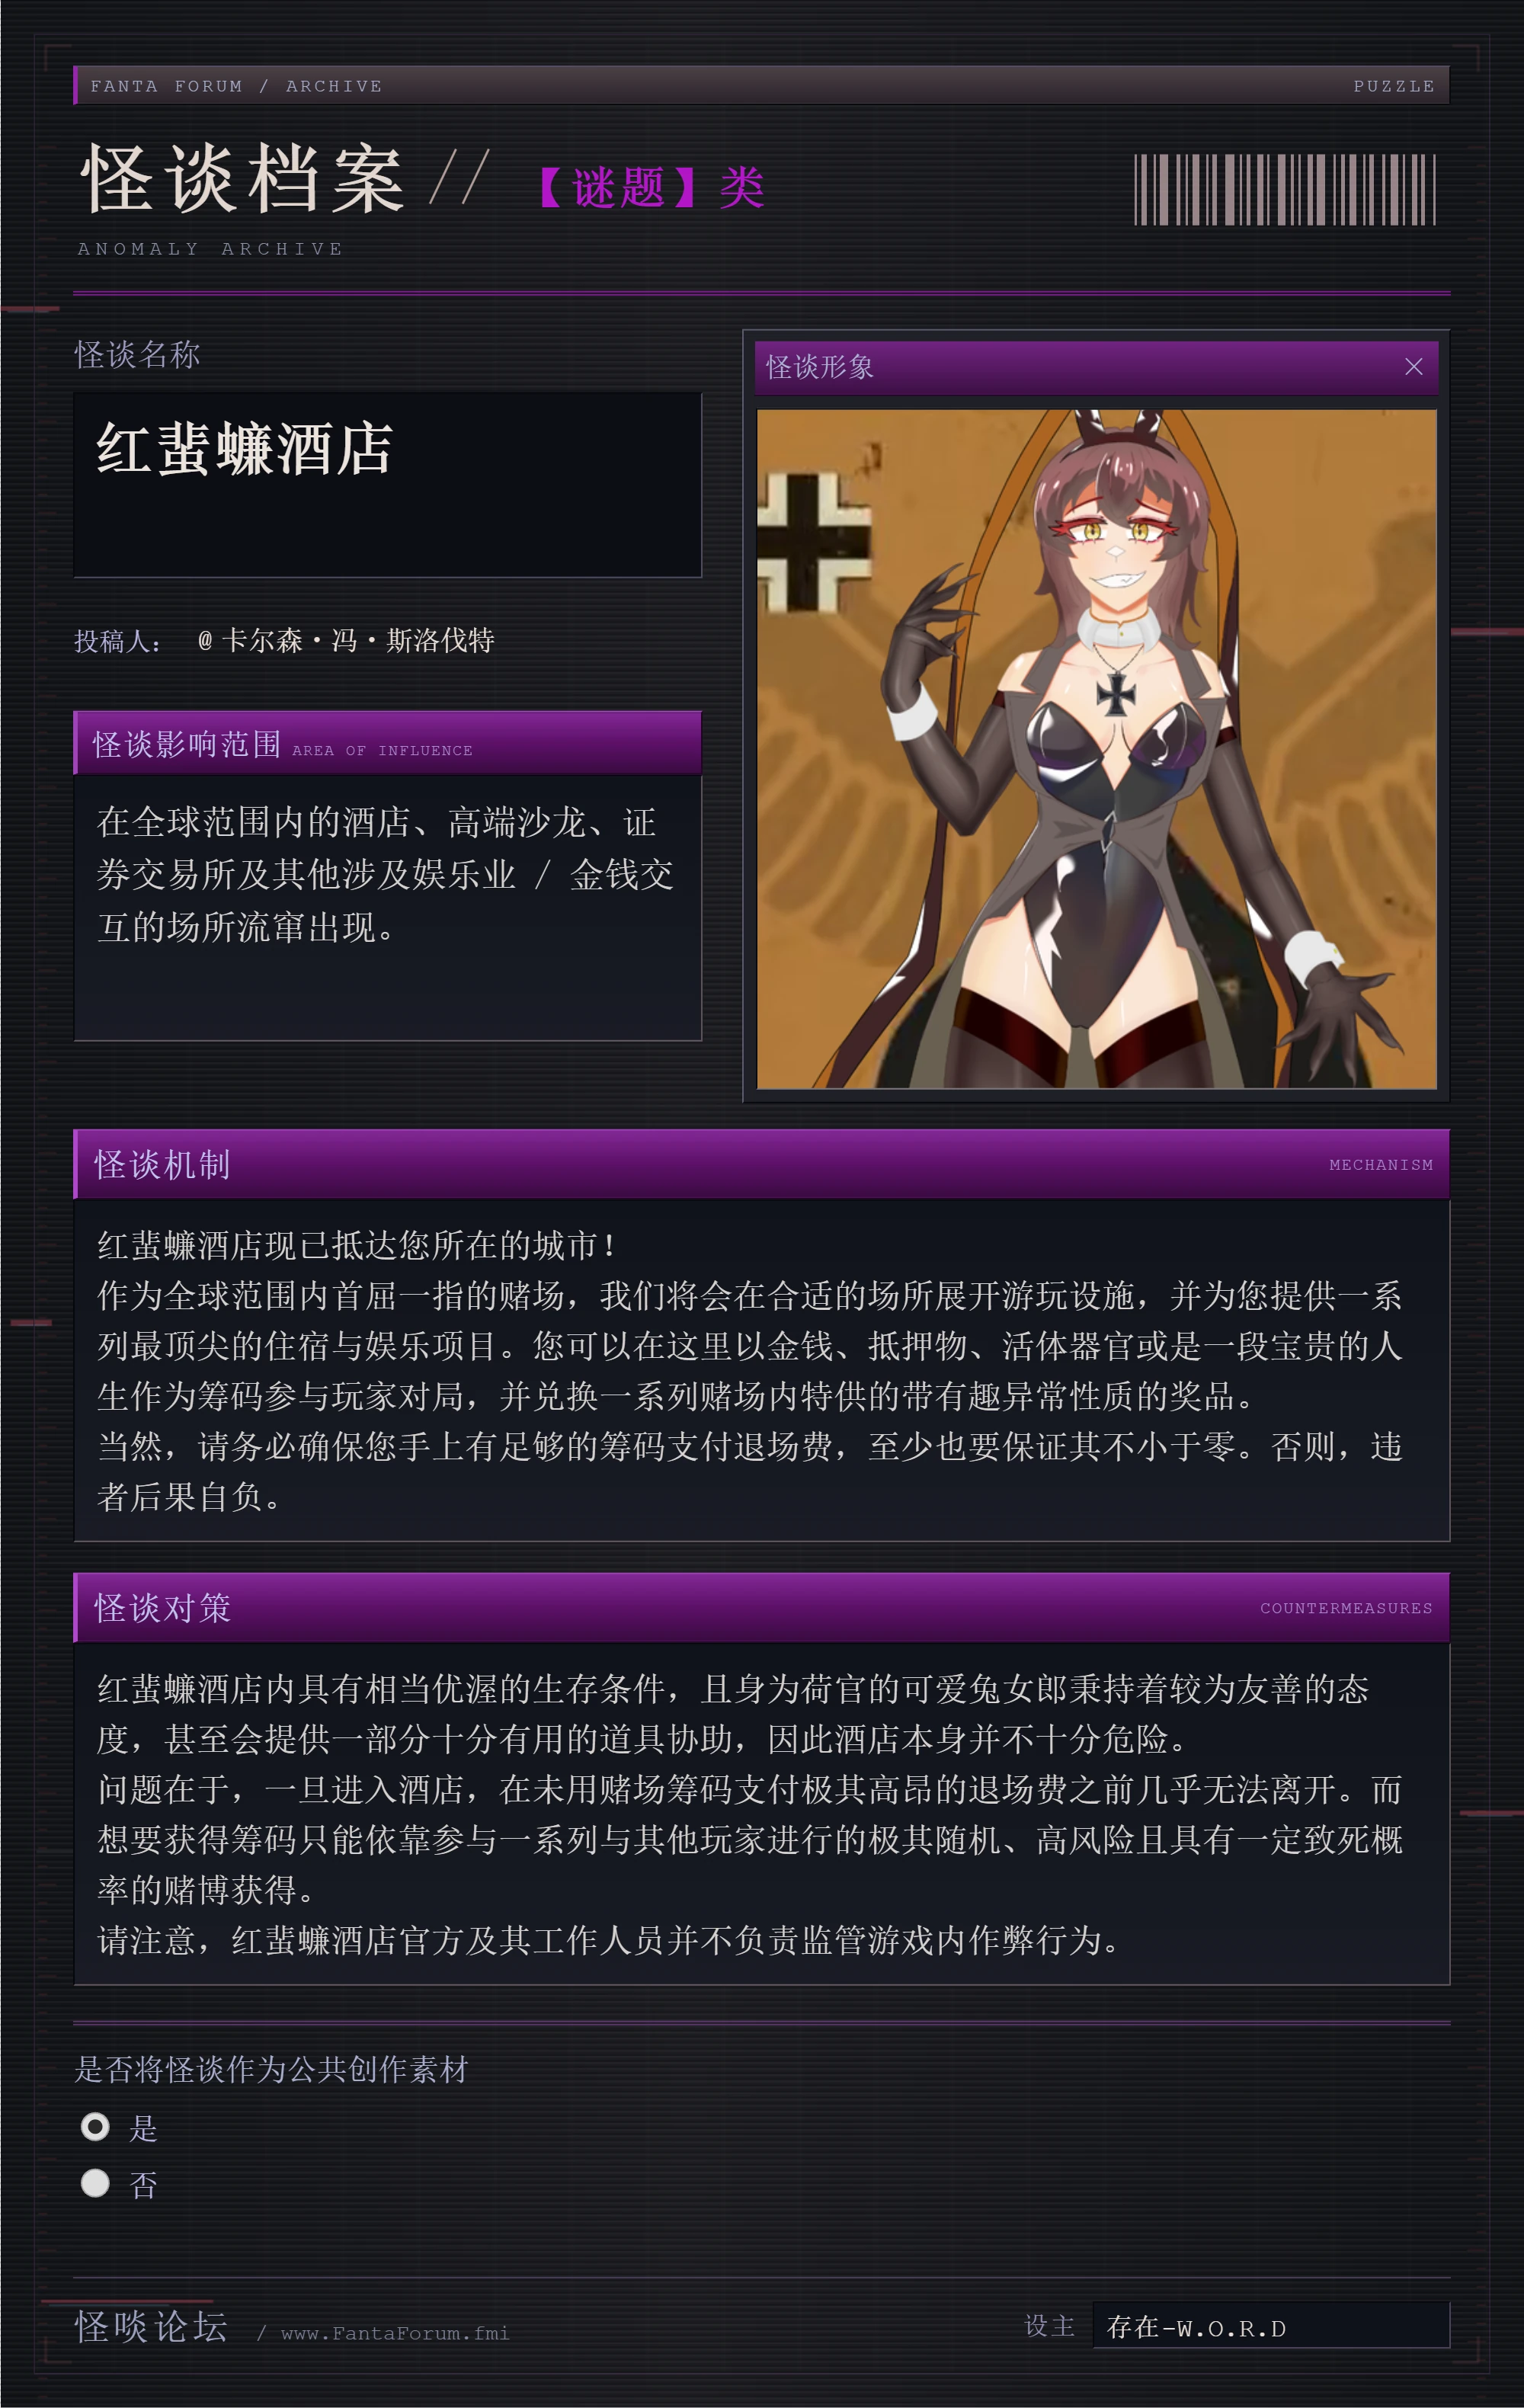 FANTA FORUM / ARCHIVE
PUZZLE
怪谈档案 // 【谜题】类
ANOMALY ARCHIVE
怪谈名称
红蜚蠊酒店
投稿人： @卡尔森·冯·斯洛伐特
怪谈影响范围 AREA OF INFLUENCE
在全球范围内的酒店、高端沙龙、证
券交易所及其他涉及娱乐业 / 金钱交
互的场所流窜出现。
怪谈形象
怪谈机制
MECHANISM
红蜚蠊酒店现已抵达您所在的城市！
作为全球范围内首屈一指的赌场，我们将会在合适的场所展开游玩设施，并为您提供一系
列最顶尖的住宿与娱乐项目。您可以在这里以金钱、抵押物、活体器官或是一段宝贵的人
生作为筹码参与玩家对局，并兑换一系列赌场内特供的带有趣异常性质的奖品。
当然，请务必确保您手上有足够的筹码支付退场费，至少也要保证其不小于零。否则，违
者后果自负。
怪谈对策
COUNTERMEASURES
红蜚蠊酒店内具有相当优渥的生存条件，且身为荷官的可爱兔女郎秉持着较为友善的态
度，甚至会提供一部分十分有用的道具协助，因此酒店本身并不十分危险。
问题在于，一旦进入酒店，在未用赌场筹码支付极其高昂的退场费之前几乎无法离开。而
想要获得筹码只能依靠参与一系列与其他玩家进行的极其随机、高风险且具有一定致死概
率的赌博获得。
请注意，红蜚蠊酒店官方及其工作人员并不负责监管游戏内作弊行为。
是否将怪谈作为公共创作素材
是
否
怪啖论坛 / www.FantaForum.fmi
设主 存在-W.O.R.D